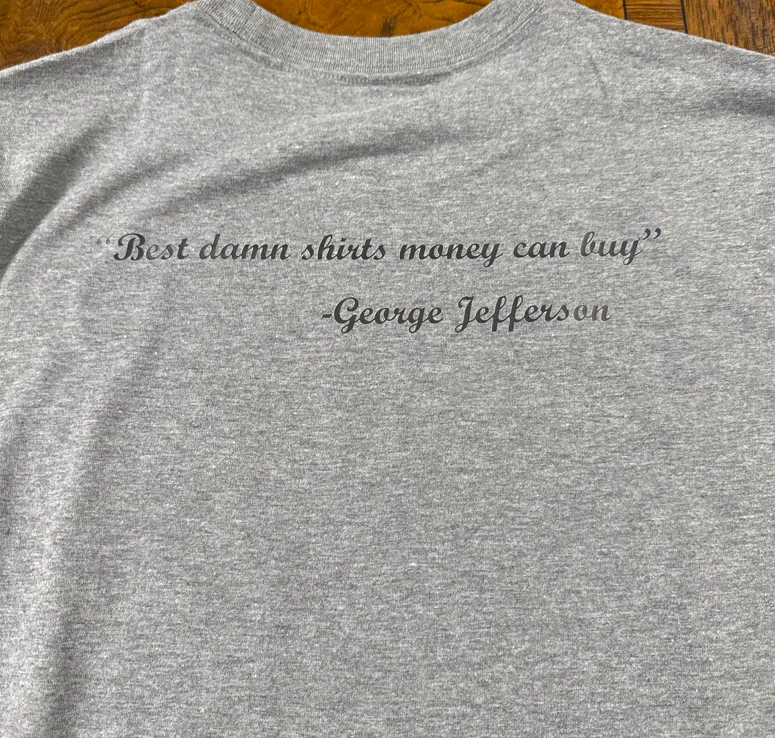 “Best damn shirts money can buy”
-George Jefferson